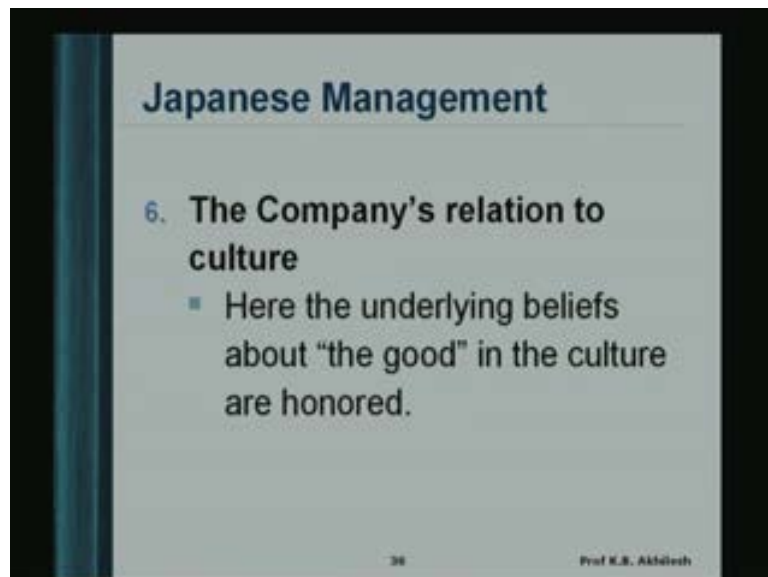 Japanese Management
6. The Company's relation to
culture
▪ Here the underlying beliefs
about “the good” in the culture
are honored.
36 Prof K.B. Akhilesh